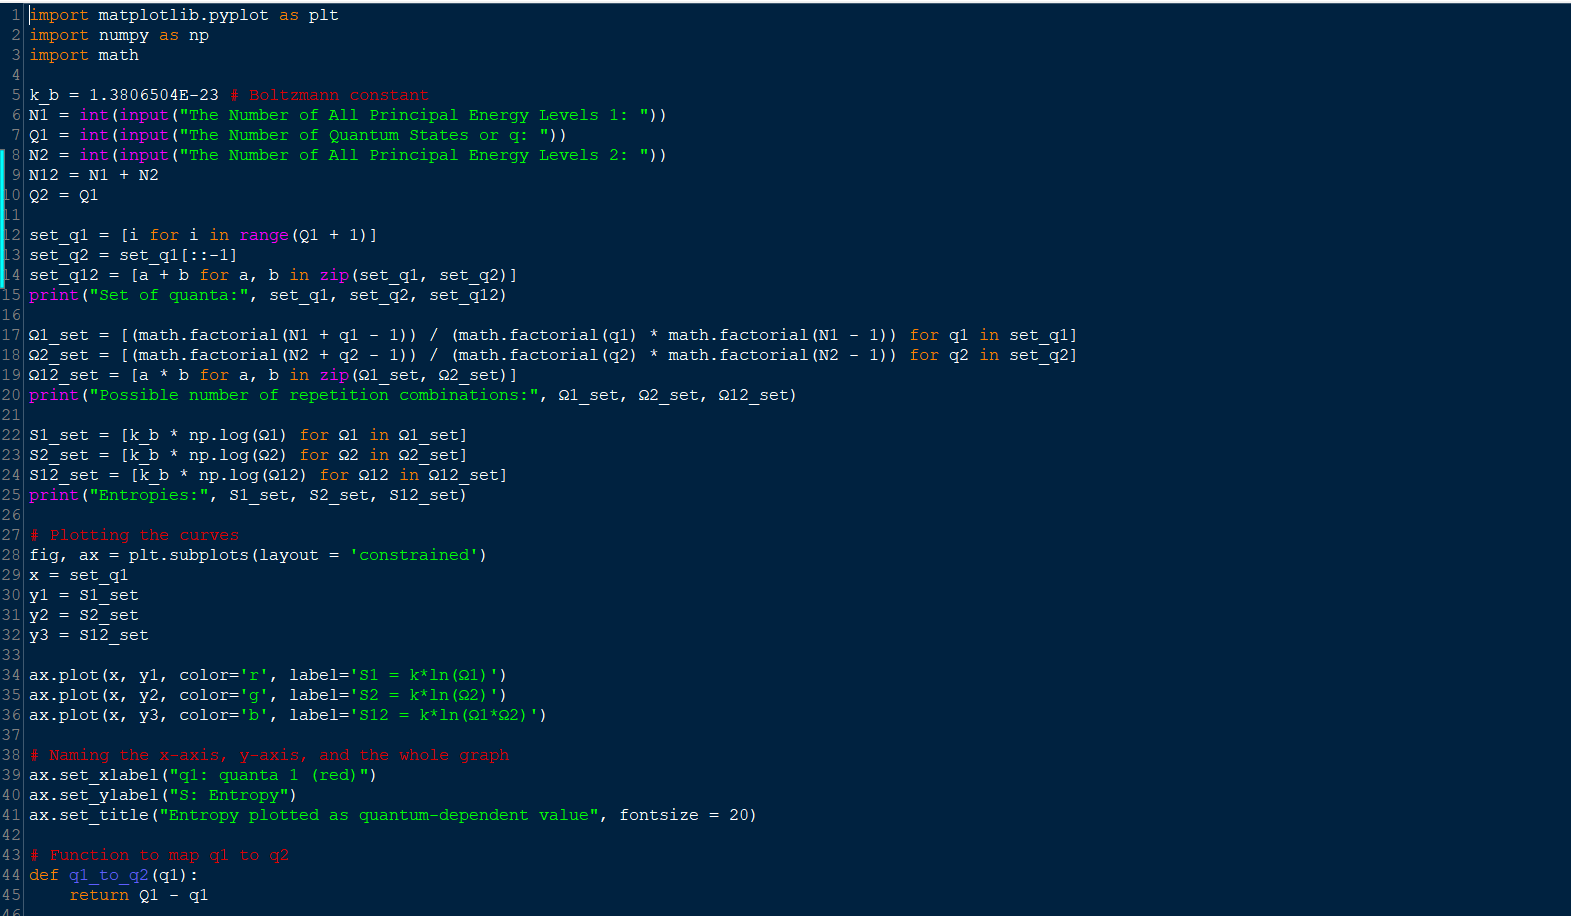 1 import matplotlib.pyplot as plt
2 import numpy as np
3 import math
4
5 k_b = 1.3806504E-23 # Boltzmann constant
6 N1 = int(input("The Number of All Principal Energy Levels 1: "))
7 Q1 = int(input("The Number of Quantum States or q: "))
8 N2 = int(input("The Number of All Principal Energy Levels 2: "))
9 N12 = N1 + N2
10 Q2 = Q1
11
12 set_q1 = [i for i in range(Q1 + 1)]
13 set_q2 = set_q1[::-1]
14 set_q12 = [a + b for a, b in zip(set_q1, set_q2)]
15 print("Set of quanta:", set_q1, set_q2, set_q12)
16
17 Ω1_set = [(math.factorial(N1 + q1 - 1)) / (math.factorial(q1) * math.factorial(N1 - 1)) for q1 in set_q1]
18 Ω2_set = [(math.factorial(N2 + q2 - 1)) / (math.factorial(q2) * math.factorial(N2 - 1)) for q2 in set_q2]
19 Ω12_set = [a * b for a, b in zip(Ω1_set, Ω2_set)]
20 print("Possible number of repetition combinations:", Ω1_set, Ω2_set, Ω12_set)
21
22 S1_set = [k_b * np.log(Ω1) for Ω1 in Ω1_set]
23 S2_set = [k_b * np.log(Ω2) for Ω2 in Ω2_set]
24 S12_set = [k_b * np.log(Ω12) for Ω12 in Ω12_set]
25 print("Entropies:", S1_set, S2_set, S12_set)
26
27 # Plotting the curves
28 fig, ax = plt.subplots(layout = 'constrained')
29 x = set_q1
30 y1 = S1_set
31 y2 = S2_set
32 y3 = S12_set
33
34 ax.plot(x, y1, color='r', label='S1 = k*ln(Ω1)')
35 ax.plot(x, y2, color='g', label='S2 = k*ln(Ω2)')
36 ax.plot(x, y3, color='b', label='S12 = k*ln(Ω1*Ω2)')
37
38 # Naming the x-axis, y-axis, and the whole graph
39 ax.set_xlabel("q1: quanta 1 (red)")
40 ax.set_ylabel("S: Entropy")
41 ax.set_title("Entropy plotted as quantum-dependent value", fontsize = 20)
42
43 # Function to map q1 to q2
44 def q1_to_q2(q1):
45     return Q1 - q1
46